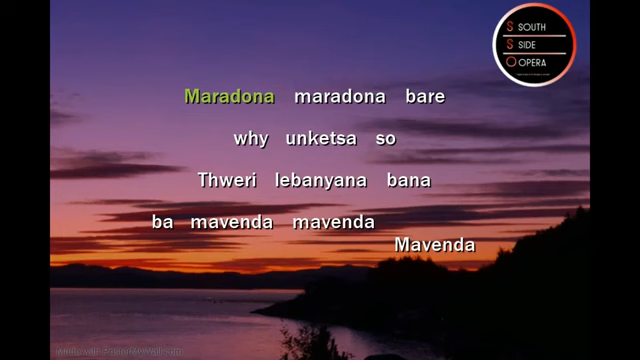 S SOUTH
S SIDE
O OPERA
Maradona maradona bare
why unketsa so
Thweri lebanyana bana
ba mavenda mavenda
Mavenda